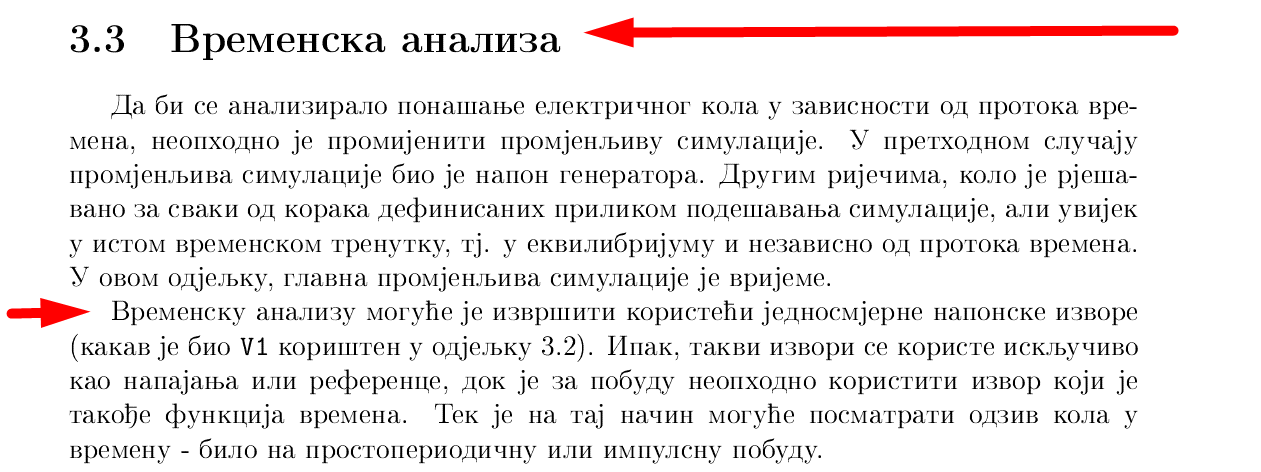 3.3 Временска анализа
Да би се анализирало понашање електричног кола у зависности од протока вре-
мена, неопходно је промијенити промјенљиву симулације. У претходном случају
промјенљива симулације био је напон генератора. Другим ријечима, коло је рјеша-
вано за сваки од корака дефинисаних приликом подешавања симулације, али увијек
у истом временском тренутку, тј. у еквилибријуму и независно од протока времена.
У овом одјељку, главна промјенљива симулације је вријеме.
Временску анализу могуће је извршити користећи једносмјерне напонске изворе
(какав је био V1 кориштен у одјељку 3.2). Ипак, такви извори се користе искључиво
као напајања или референце, док је за побуду неопходно користити извор који је
такође функција времена. Тек је на тај начин могуће посматрати одзив кола у
времену - било на простопериодичну или импулсну побуду.